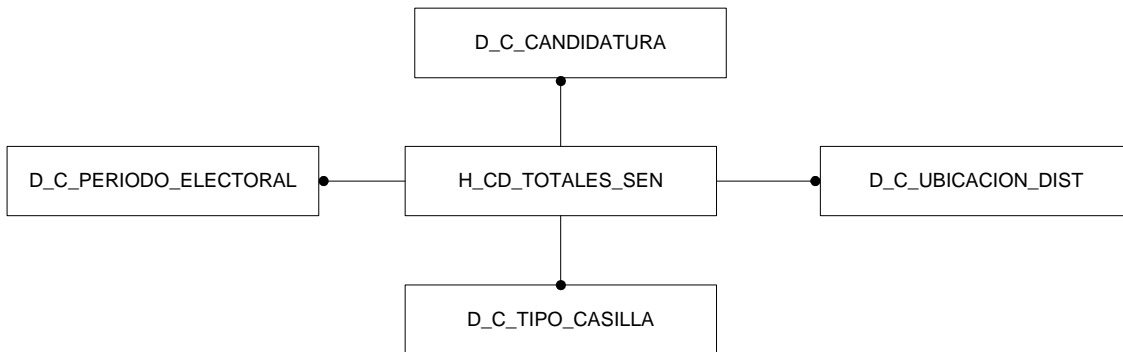 D_C_CANDIDATURA
D_C_PERIODO_ELECTORAL
H_CD_TOTALES_SEN
D_C_UBICACION_DIST
D_C_TIPO_CASILLA